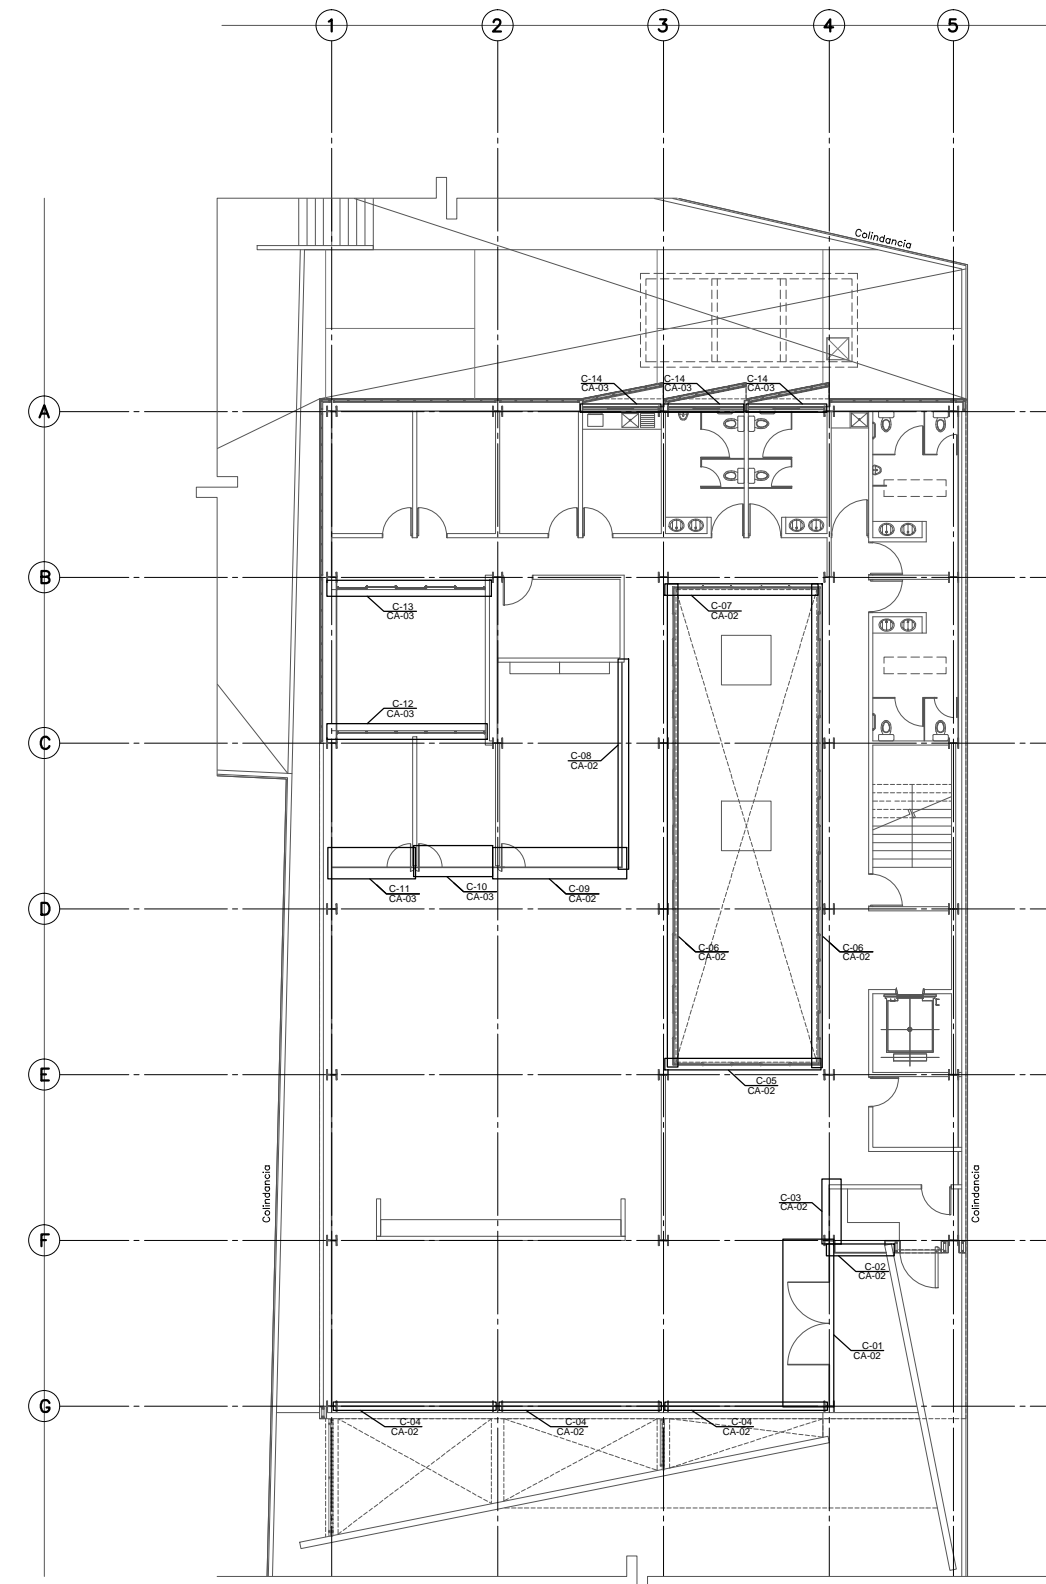 1 2 3 4 5
Colindancia
C-14 C-14 C-14
CA-03 CA-03 CA-03
A
B
C-13
CA-03
C-07
CA-02
C-12
CA-03
C
C-08
CA-02
C-11
CA-03
C-10
CA-03
C-09
CA-02
D
C-06 C-06
CA-02 CA-02
E
C-05
CA-02
Colindancia
Colindancia
C-03
CA-02
F
C-02
CA-02
C-01
CA-02
G
C-04 C-04 C-04
CA-02 CA-02 CA-02